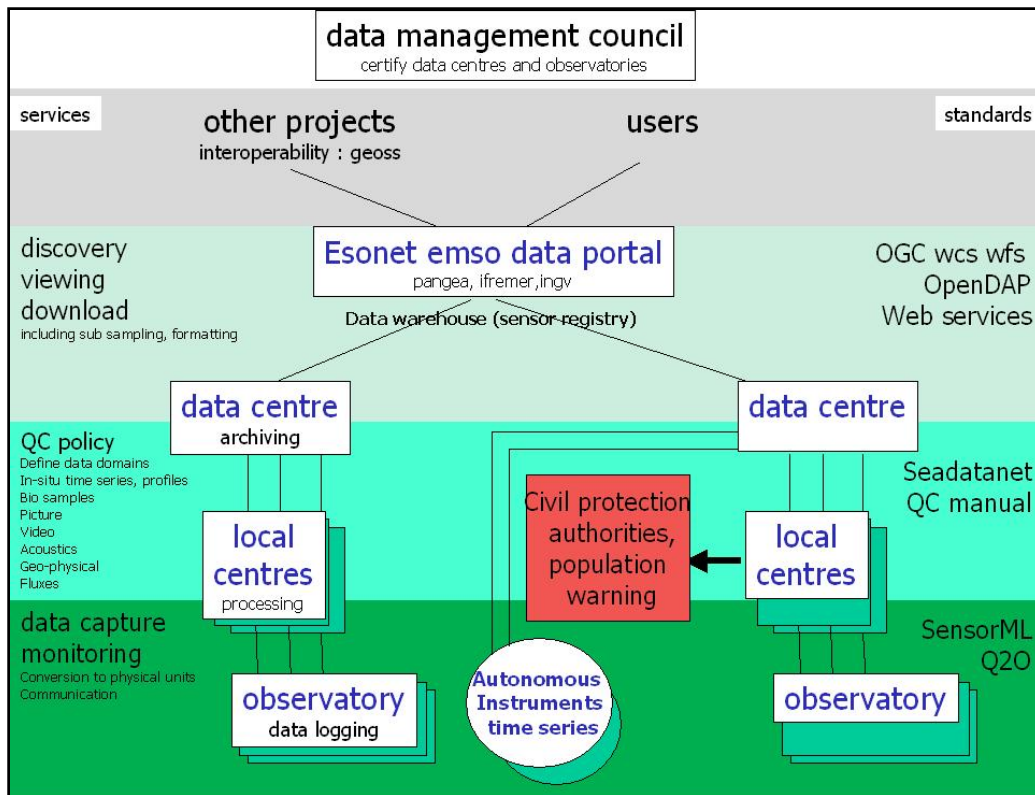 data management council
certify data centres and observatories
services
other projects
interoperability : geoss
users
standards
discovery
viewing
download
including sub sampling, formatting
Esonet emso data portal
pangea, ifremer,ingv
Data warehouse (sensor registry)
OGC wcs wfs
OpenDAP
Web services
data centre
archiving
data centre
QC policy
Define data domains
In-situ time series, profiles
Bio samples
Picture
Video
Acoustics
Geo-physical
Fluxes
local
centres
processing
Civil protection
authorities,
population
warning
local
centres
Seadatanet
QC manual
data capture
monitoring
Conversion to physical units
Communication
observatory
data logging
Autonomous
Instruments
time series
observatory
SensorML
Q2O